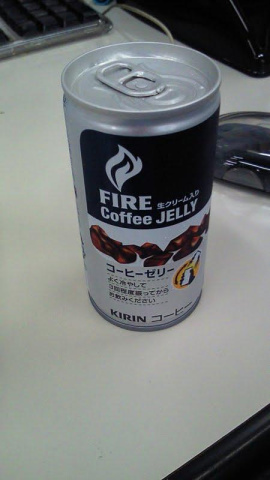 FIRE 生クリーム入り
Coffee JELLY
コーヒーゼリー
よく冷やして
3回程度振ってから
お飲みください
KIRIN コーヒー